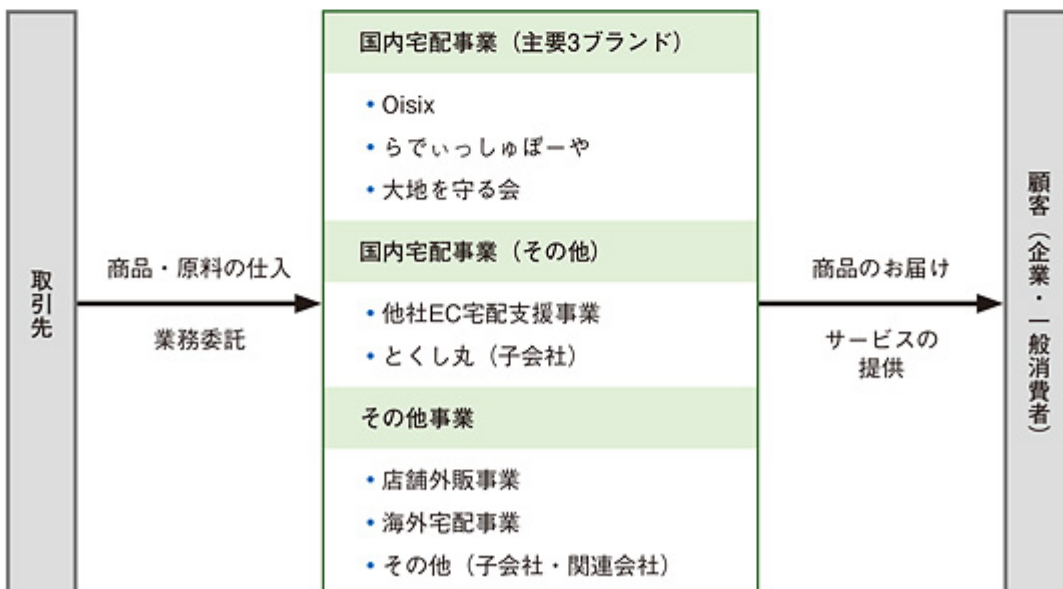 取引先
商品・原料の仕入
業務委託
国内宅配事業（主要3ブランド）
• Oisix
• らでぃっしゅぼーや
• 大地を守る会
国内宅配事業（その他）
• 他社EC宅配支援事業
• とくし丸（子会社）
その他事業
• 店舗外販事業
• 海外宅配事業
• その他（子会社・関連会社）
商品のお届け
サービスの
提供
顧客（企業・一般消費者）